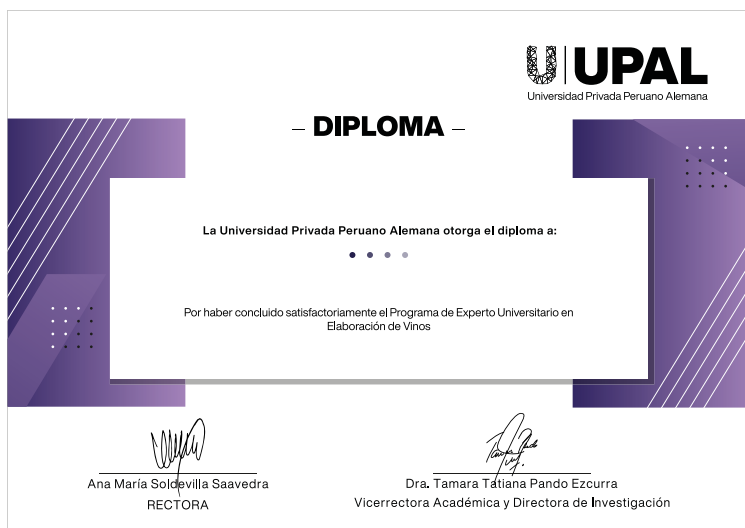 UPAL
Universidad Privada Peruano Alemana
– DIPLOMA –
La Universidad Privada Peruano Alemana otorga el diploma a:
Por haber concluido satisfactoriamente el Programa de Experto Universitario en
Elaboración de Vinos
Ana María Soldevilla Saavedra
RECTORA
Dra. Tamara Tatiana Pando Ezcurra
Vicerrectora Académica y Directora de Investigación